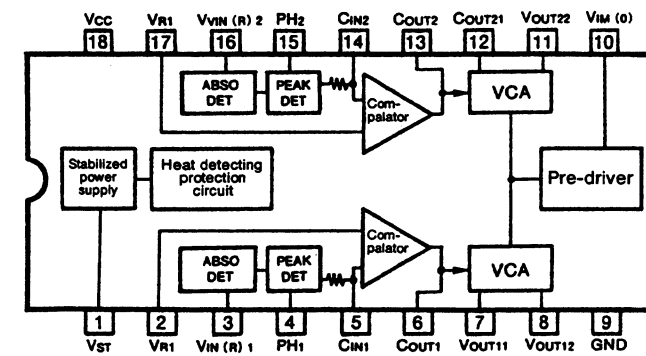 VCC VR1 VVIN (R) 2 PH2 CIN2 COUT2 COUT21 VOUT22 VIM (0)
18 17 16 15 14 13 12 11 10
ABSO DET
PEAK DET
Com-
palator
VCA
Stabilized
power
supply
Heat detecting
protection
circuit
Pre-driver
ABSO DET
PEAK DET
Com-
palator
VCA
1 2 3 4 5 6 7 8 9
VST VR1 VIN (R) 1 PH1 CIN1 COUT1 VOUT11 VOUT12 GND